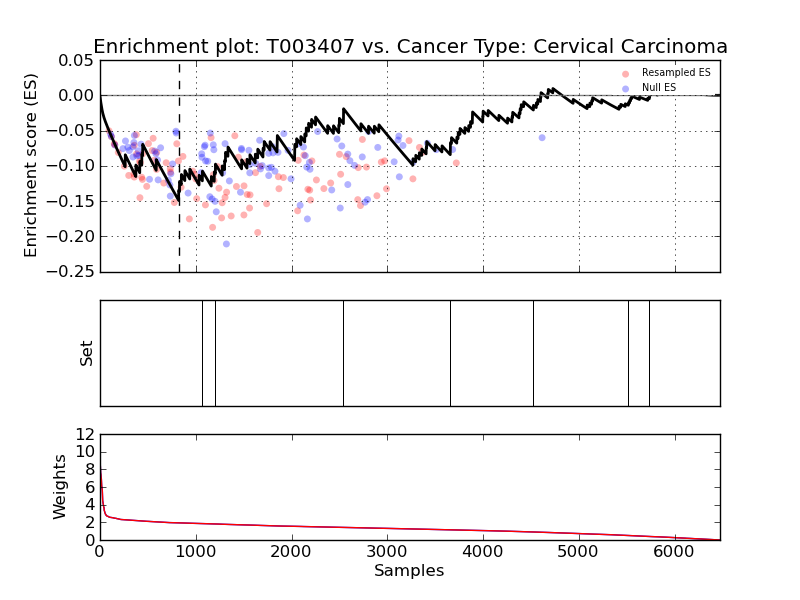 Enrichment plot: T003407 vs. Cancer Type: Cervical Carcinoma
0.05
0.00
−0.05
−0.10
−0.15
−0.20
−0.25
Enrichment score (ES)
Resampled ES
Null ES
Set
12
10
8
6
4
2
0
Weights
0 1000 2000 3000 4000 5000 6000
Samples